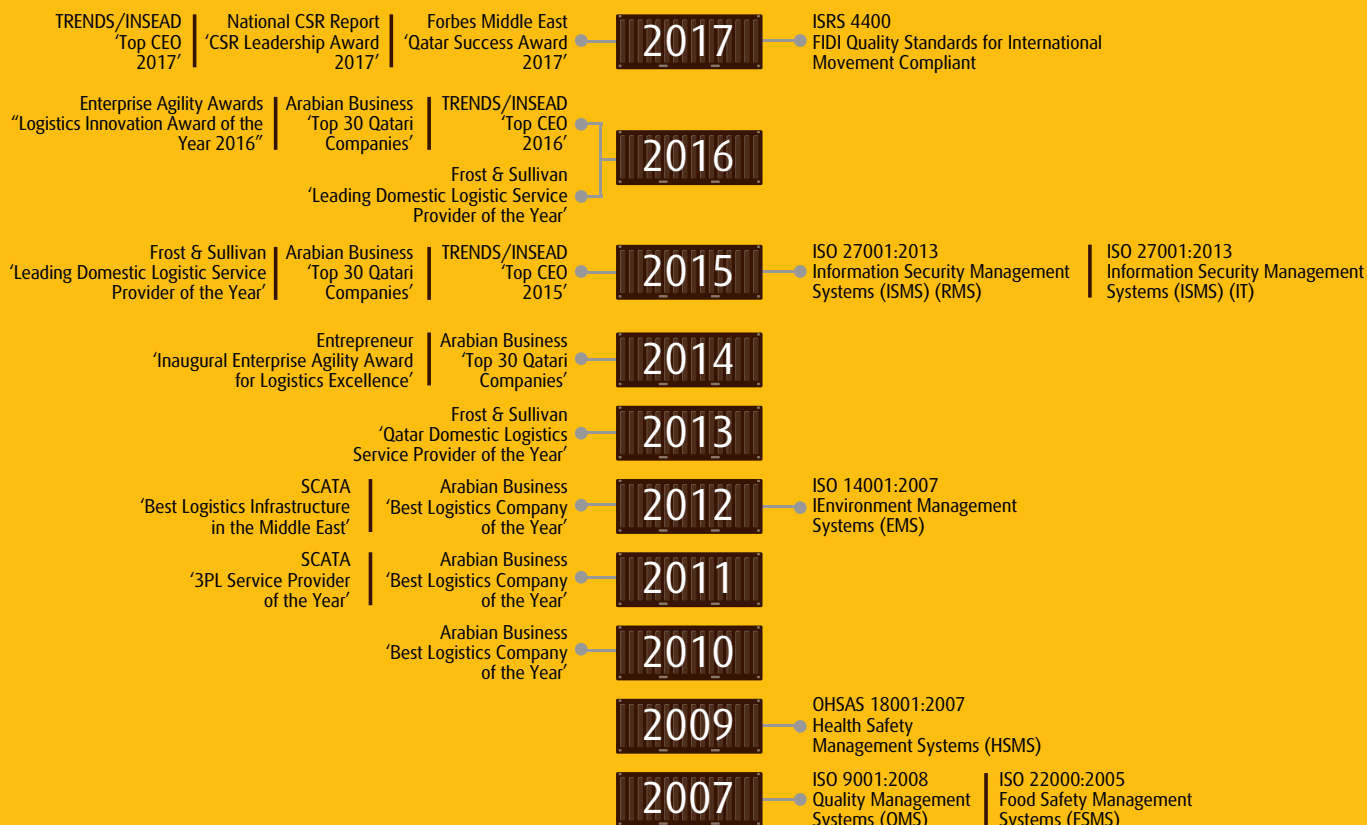 TRENDS/INSEAD
‘Top CEO
2017’
National CSR Report
‘CSR Leadership Award
2017’
Forbes Middle East
‘Qatar Success Award
2017’
2017
ISRS 4400
FIDI Quality Standards for International
Movement Compliant
Enterprise Agility Awards
“Logistics Innovation Award of the
Year 2016”
Arabian Business
‘Top 30 Qatari
Companies’
TRENDS/INSEAD
‘Top CEO
2016’
Frost & Sullivan
‘Leading Domestic Logistic Service
Provider of the Year’
2016
Frost & Sullivan
‘Leading Domestic Logistic Service
Provider of the Year’
Arabian Business
‘Top 30 Qatari
Companies’
TRENDS/INSEAD
‘Top CEO
2015’
2015
ISO 27001:2013
Information Security Management
Systems (ISMS) (RMS)
ISO 27001:2013
Information Security Management
Systems (ISMS) (IT)
Entrepreneur
‘Inaugural Enterprise Agility Award
for Logistics Excellence’
Arabian Business
‘Top 30 Qatari
Companies’
2014
Frost & Sullivan
‘Qatar Domestic Logistics
Service Provider of the Year’
2013
SCATA
‘Best Logistics Infrastructure
in the Middle East’
Arabian Business
‘Best Logistics Company
of the Year’
2012
ISO 14001:2007
IEnvironment Management
Systems (EMS)
SCATA
‘3PL Service Provider
of the Year’
Arabian Business
‘Best Logistics Company
of the Year’
2011
Arabian Business
‘Best Logistics Company
of the Year’
2010
2009
OHSAS 18001:2007
Health Safety
Management Systems (HSMS)
2007
ISO 9001:2008
Quality Management
Systems (QMS)
ISO 22000:2005
Food Safety Management
Systems (FSMS)